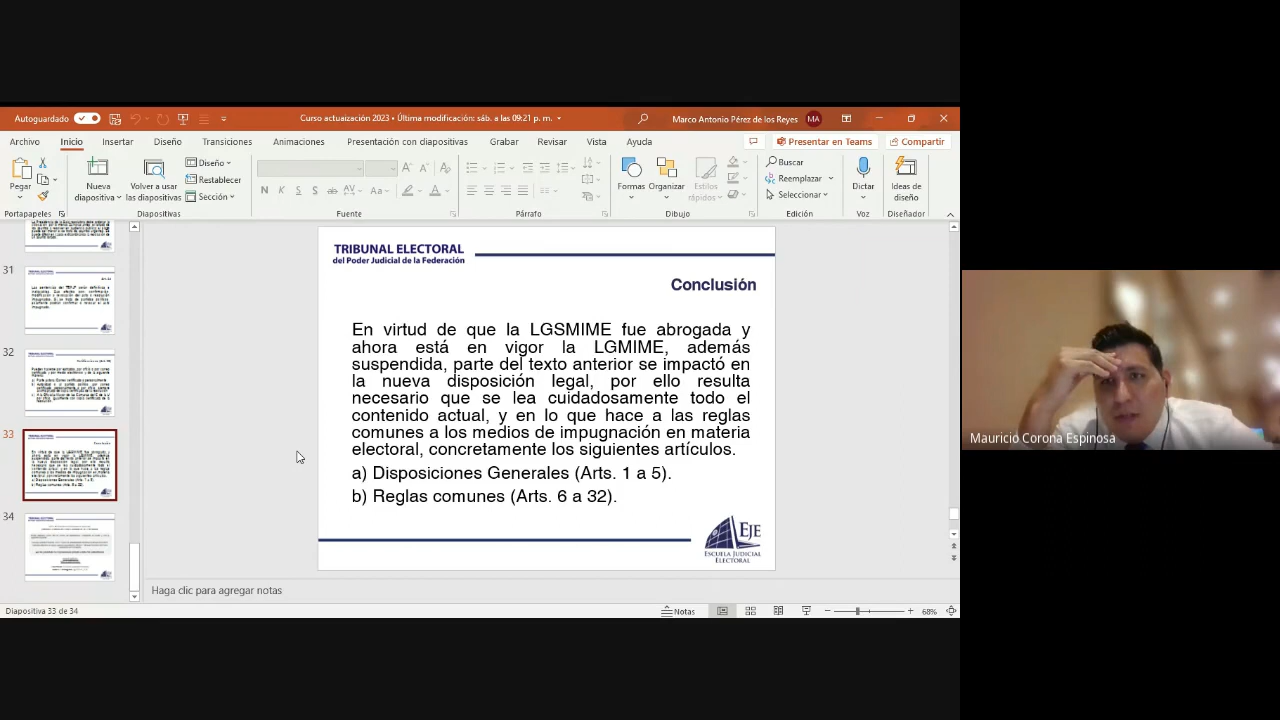 Autoguardado
Curso actuaización 2023 • Última modificación: sáb. a las 09:21 p. m.
Marco Antonio Pérez de los Reyes
MA
Archivo Inicio Insertar Diseño Transiciones Animaciones Presentación con diapositivas Grabar Revisar Vista Ayuda
Presentar en Teams
Compartir
Pegar
Nueva diapositiva
Volver a usar las diapositivas
Diseño
Restablecer
Sección
N K S S ab AV Aa A
Formas
Organizar
Estilos rápidos
Buscar
Reemplazar
Seleccionar
Dictar
Ideas de diseño
Portapapeles
Diapositivas
Fuente
Párrafo
Dibujo
Edición
Voz
Diseñador
31
32
33
34
TRIBUNAL ELECTORAL
del Poder Judicial de la Federación
Conclusión
En virtud de que la LGSMIME fue abrogada y
ahora está en vigor la LGMIME, además
suspendida, parte del texto anterior se impactó en
la nueva disposición legal, por ello resulta
necesario que se lea cuidadosamente todo el
contenido actual, y en lo que hace a las reglas
comunes a los medios de impugnación en materia
electoral, concretamente los siguientes artículos.
a) Disposiciones Generales (Arts. 1 a 5).
b) Reglas comunes (Arts. 6 a 32).
EJE
ESCUELA JUDICIAL
ELECTORAL
Haga clic para agregar notas
Diapositiva 33 de 34
Notas
68%
Mauricio Corona Espinosa